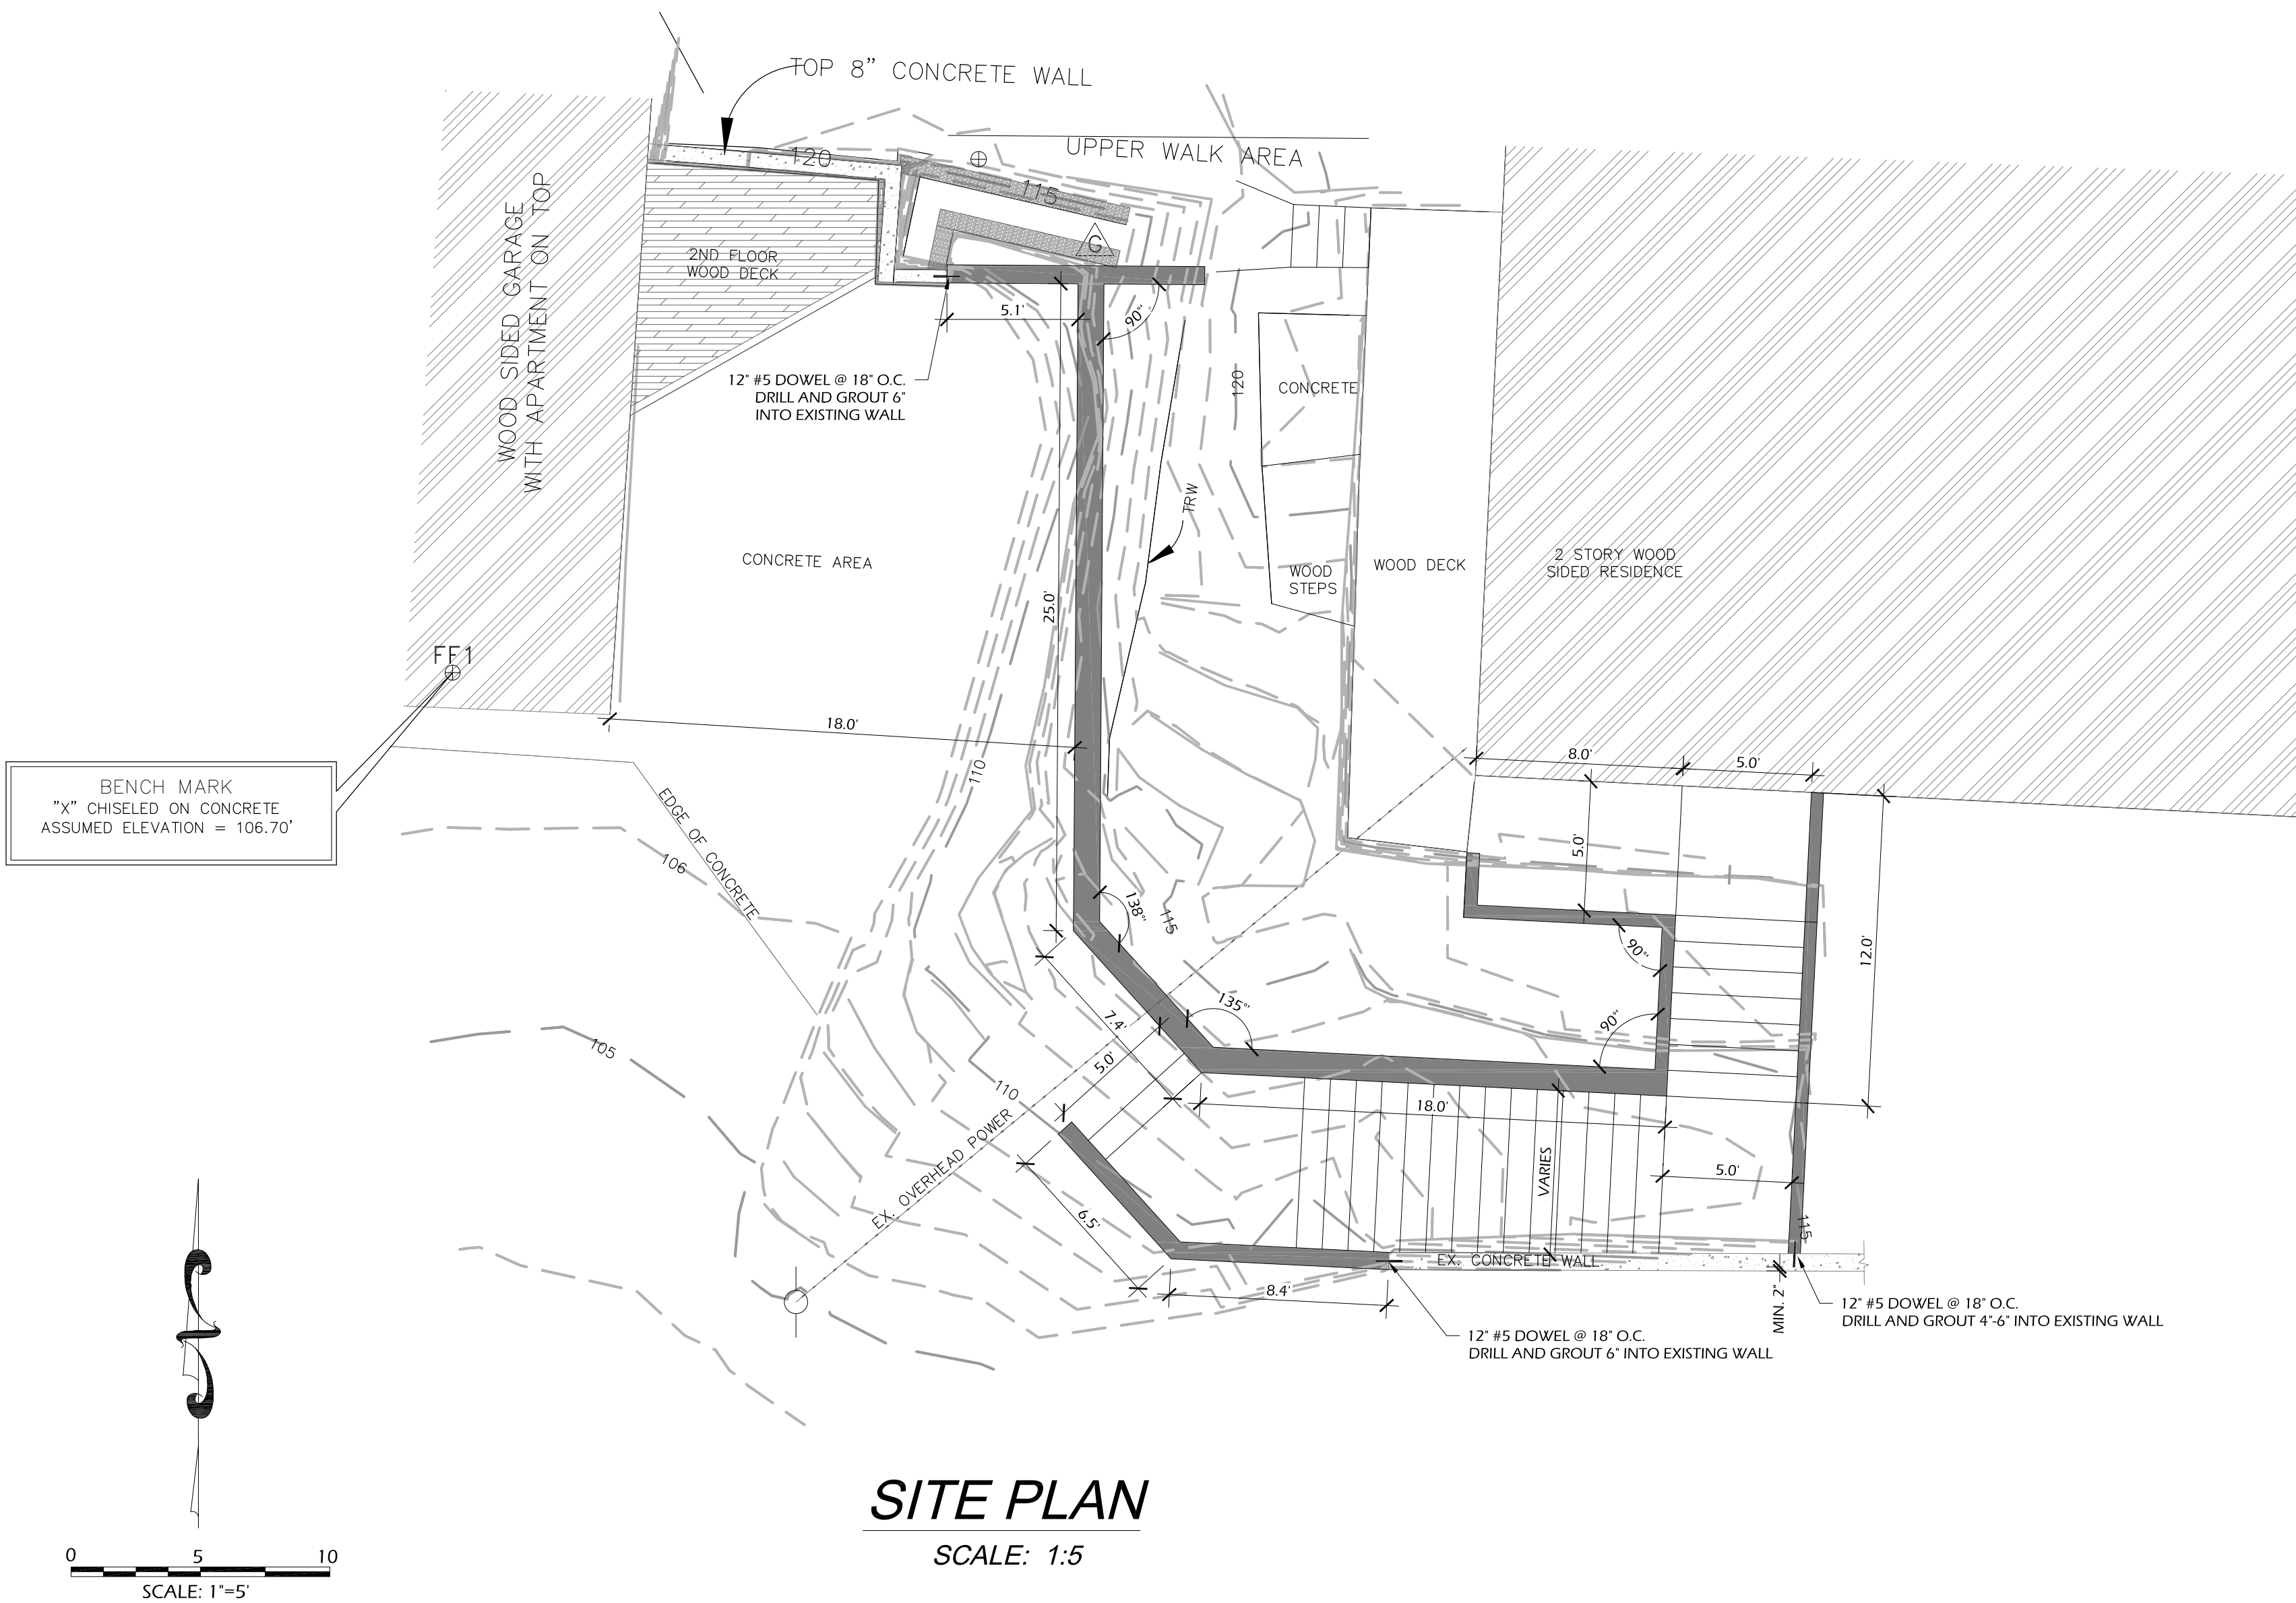 TOP 8” CONCRETE WALL
UPPER WALK AREA
120
115
G
WOOD SIDED GARAGE
WITH APARTMENT ON TOP
2ND FLOOR
WOOD DECK
5.1'
90°'
12" #5 DOWEL @ 18" O.C.
DRILL AND GROUT 6"
INTO EXISTING WALL
120
CONCRETE
TRW
CONCRETE AREA
WOOD
STEPS
WOOD DECK
2 STORY WOOD
SIDED RESIDENCE
25.0'
FF1
18.0'
BENCH MARK
”X” CHISELED ON CONCRETE
ASSUMED ELEVATION = 106.70’
110
EDGE OF CONCRETE
106
8.0'
5.0'
5.0'
12.0'
138°'
115
90°'
135°'
90°'
7.4'
5.0'
105
110
18.0'
EX. OVERHEAD POWER
VARIES
5.0'
6.5'
115
EX. CONCRETE WALL
8.4'
MIN. 2"
12" #5 DOWEL @ 18" O.C.
DRILL AND GROUT 4"-6" INTO EXISTING WALL
12" #5 DOWEL @ 18" O.C.
DRILL AND GROUT 6" INTO EXISTING WALL
SITE PLAN
SCALE: 1:5
0 5 10
SCALE: 1"=5'